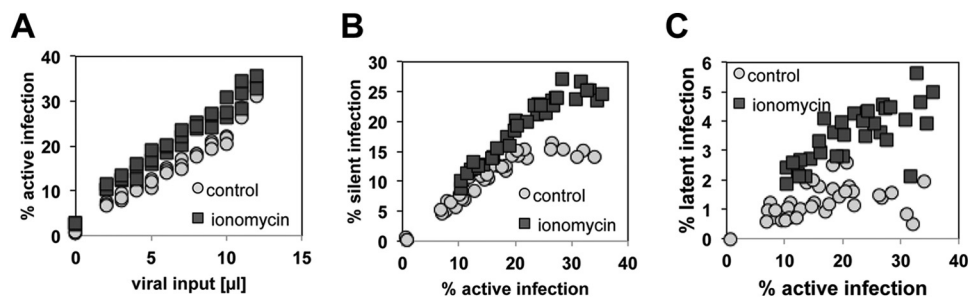 A
% active infection
40
30
20
10
0
0 5 10 15
viral input [µl]
control
ionomycin
B
% silent infection
30
25
20
15
10
5
0
0 10 20 30 40
% active infection
control
ionomycin
C
% latent infection
6
5
4
3
2
1
0
0 10 20 30 40
% active infection
control
ionomycin